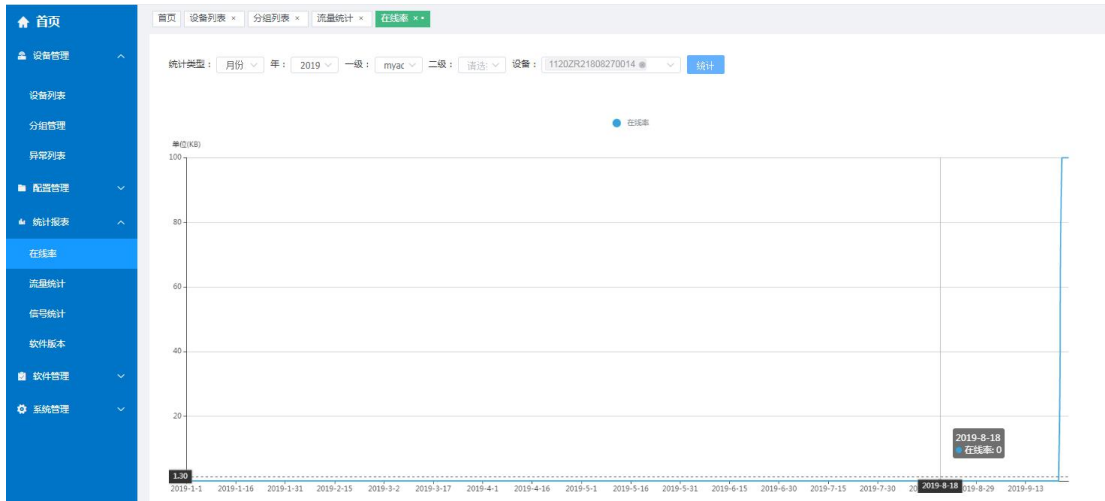 首页
设备管理
设备列表
分组管理
异常列表
配置管理
统计报表
在线率
流量统计
信号统计
软件版本
软件管理
系统管理
首页 设备列表 × 分组列表 × 流量统计 × 在线率 ×
统计类型： 月份 年： 2019 一级： myac 二级： 请选 设备： 1120ZR21808270014 统计
在线率
单位(KB)
100
80
60
40
20
1.30
2019-8-18
在线率: 0
2019-1-1 2019-1-16 2019-1-31 2019-2-15 2019-3-2 2019-3-17 2019-4-1 2019-4-16 2019-5-1 2019-5-16 2019-5-31 2019-6-15 2019-6-30 2019-7-15 2019-7-30 20 2019-8-18 019-8-29 2019-9-13